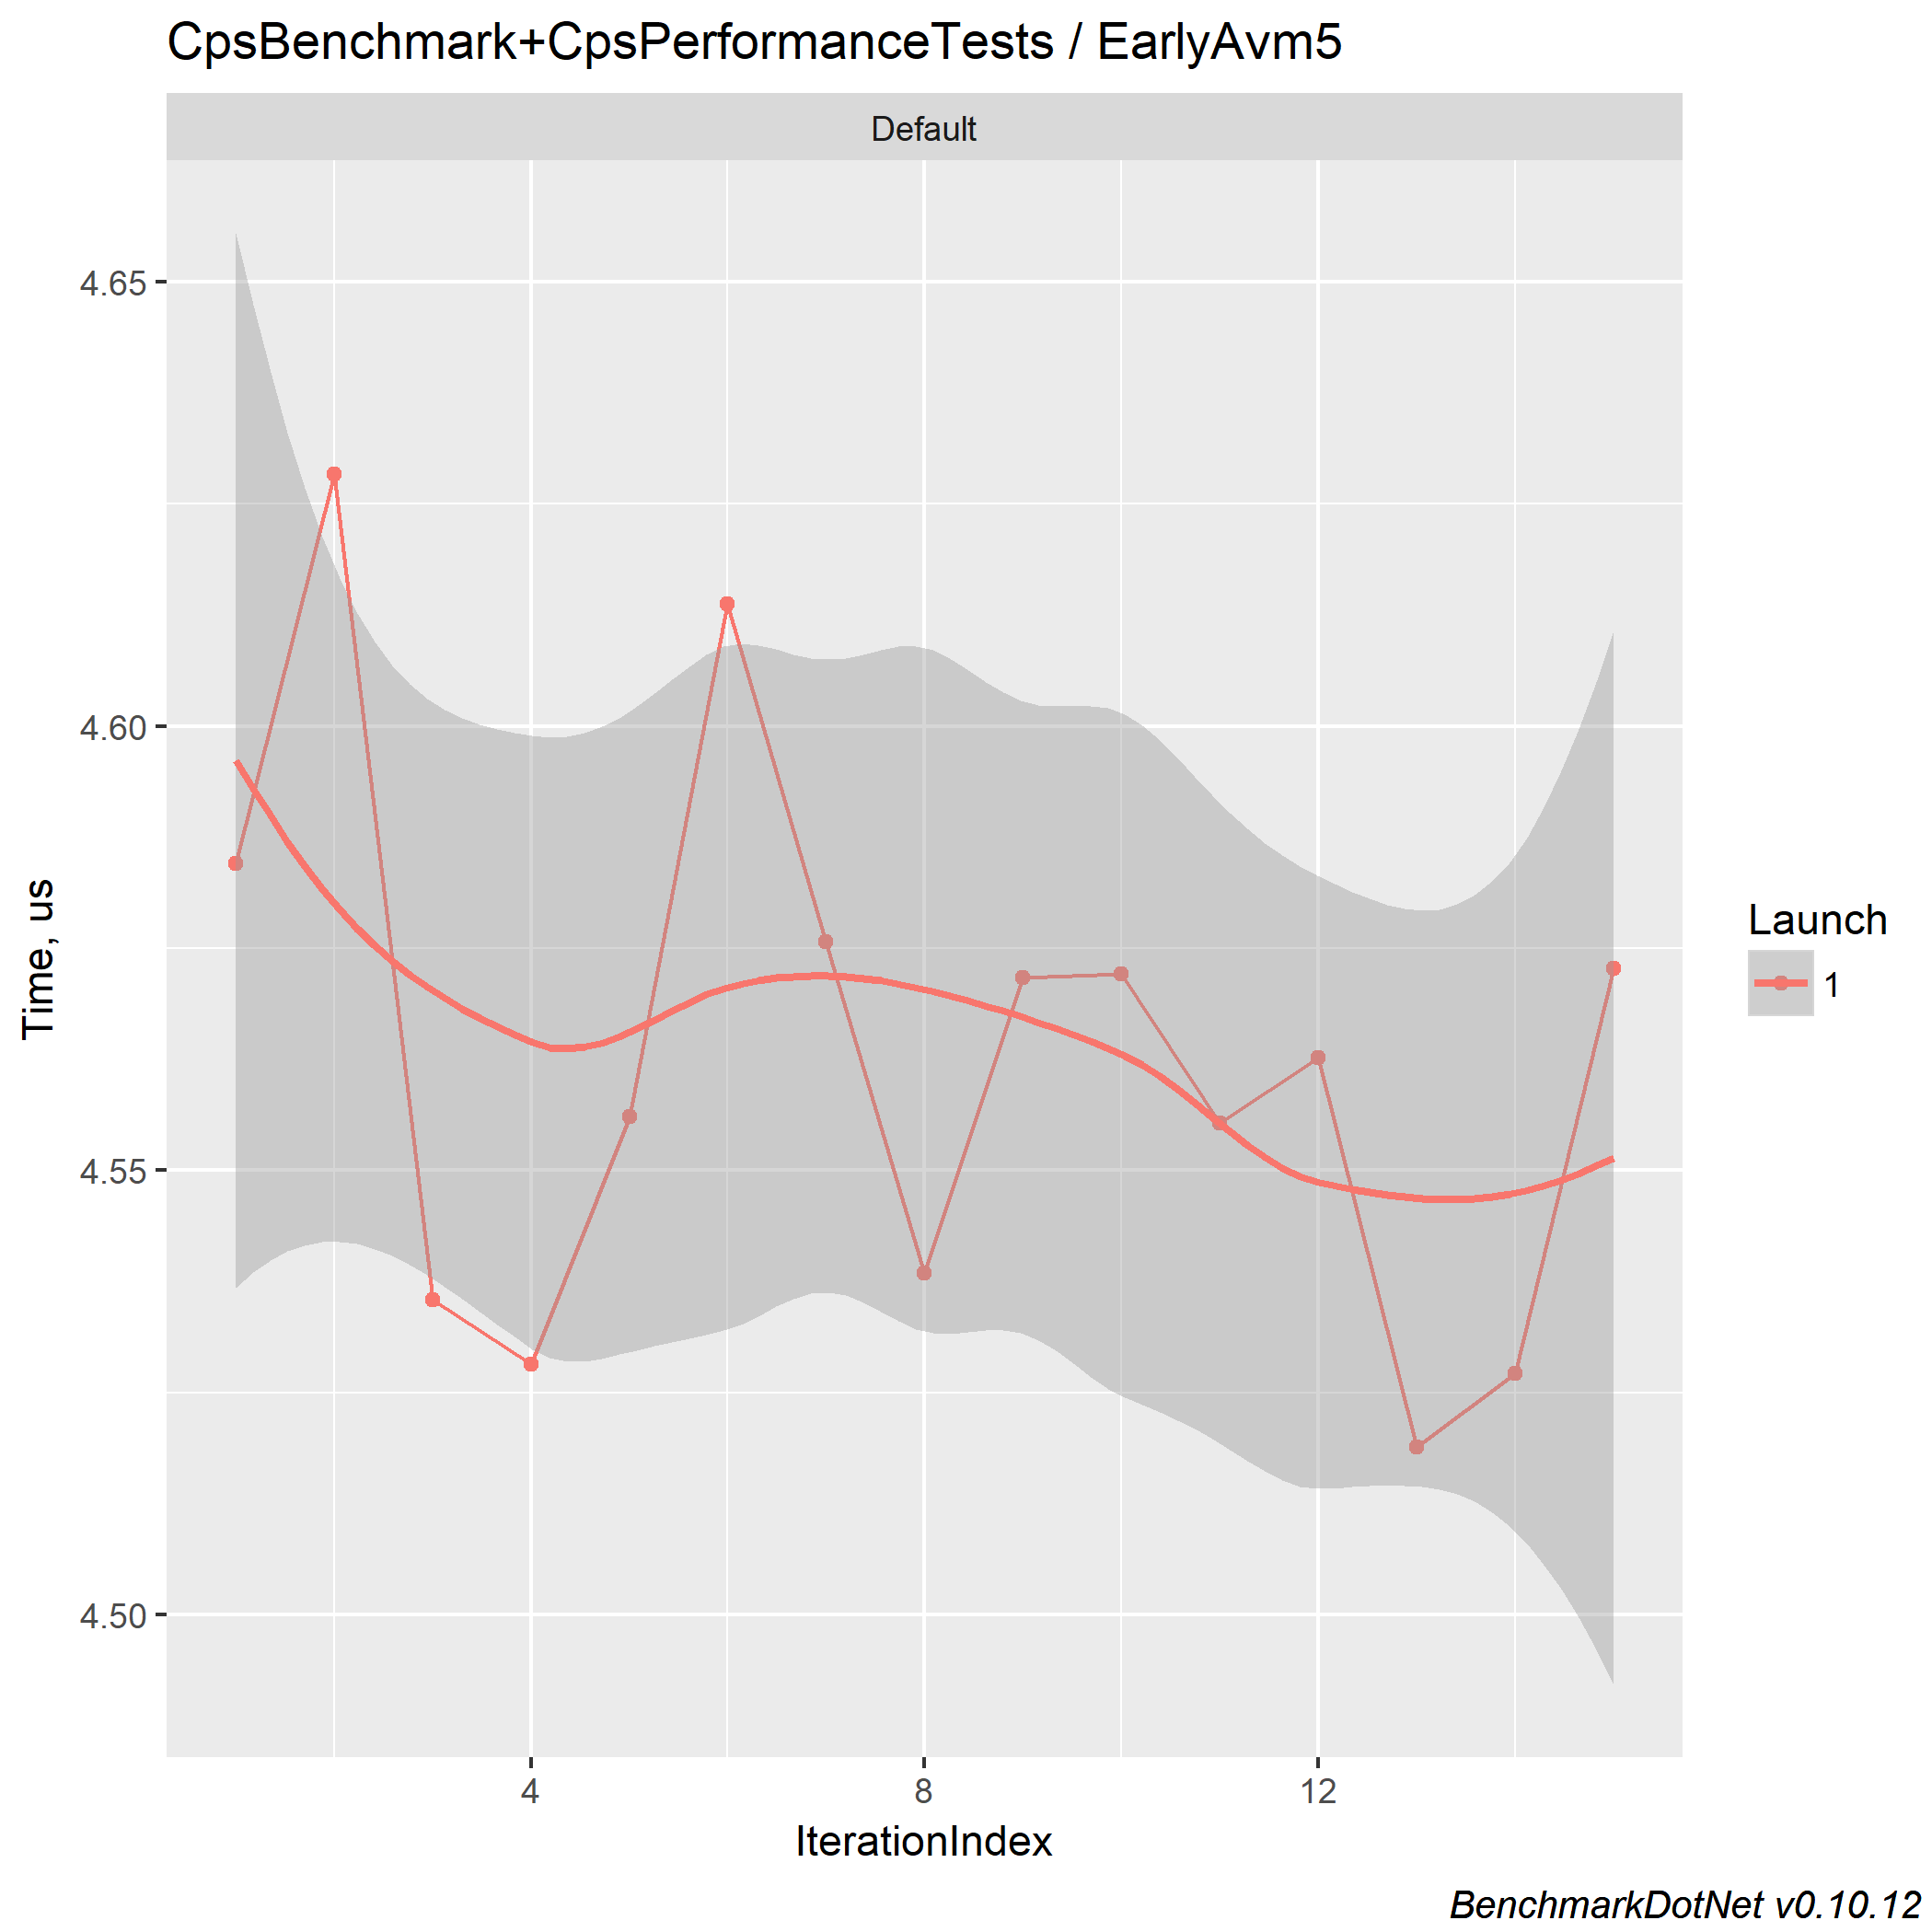 CpsBenchmark+CpsPerformanceTests / EarlyAvm5
Default
4.65
4.60
4.55
4.50
Time, us
4 8 12
IterationIndex
Launch
1
BenchmarkDotNet v0.10.12